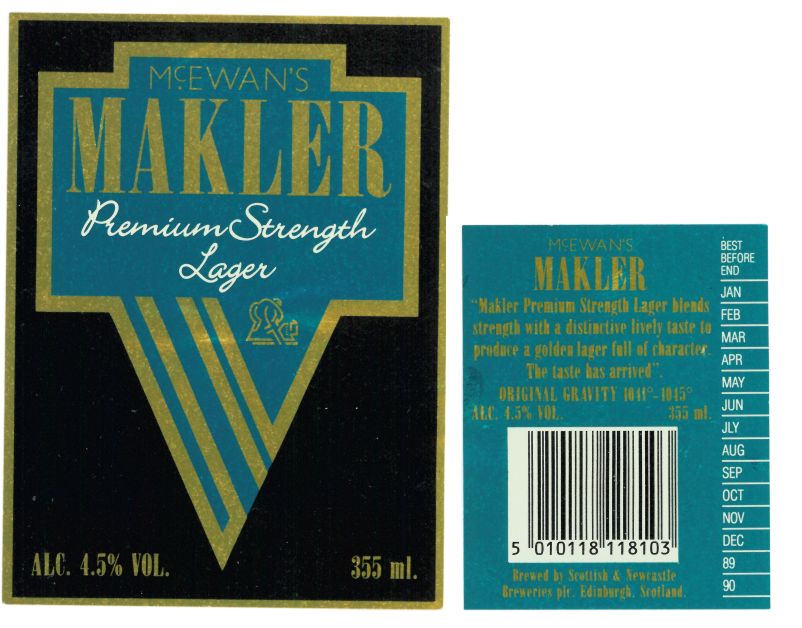 McEWAN'S
MAKLER
Premium Strength
Lager
ALC. 4.5% VOL.
355 ml.
McEWAN'S
MAKLER
"Makler Premium Strength Lager blends
strength with a distinctive lively taste to
produce a golden lager full of character.
The taste has arrived".
ORIGINAL GRAVITY 1041°-1045°
ALC. 4.5% VOL.
355 ml.
5 010118 118103
Brewed by Scottish & Newcastle
Breweries plc. Edinburgh, Scotland.
BEST
BEFORE
END
JAN
FEB
MAR
APR
MAY
JUN
JLY
AUG
SEP
OCT
NOV
DEC
89
90